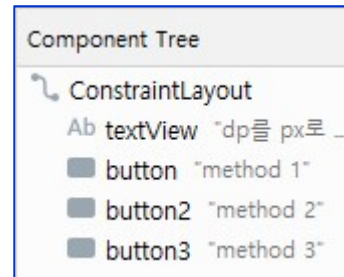 Component Tree
ConstraintLayout
Ab textView "dp를 px로 ...
button "method 1"
button2 "method 2"
button3 "method 3"